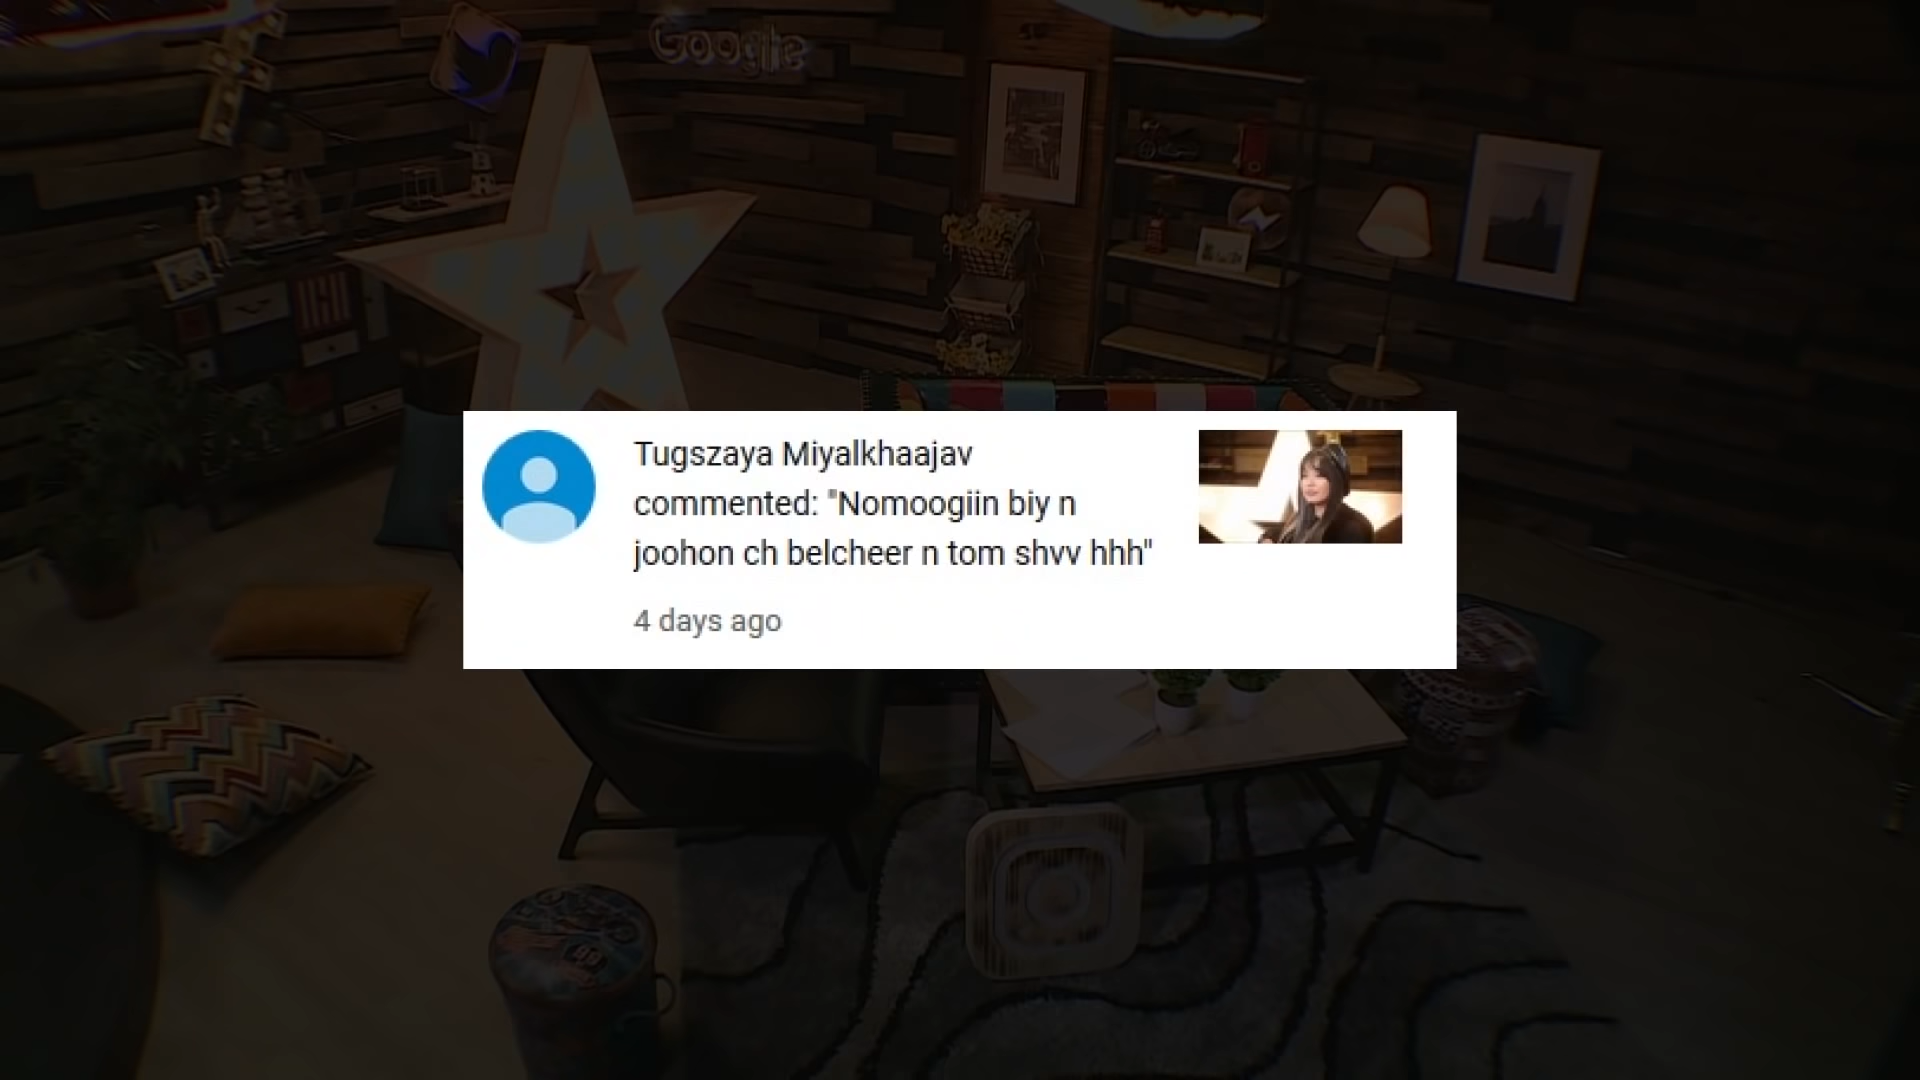 Google
Tugszaya Miyalkhaajav
commented: "Nomoogiin biy n
joohon ch belcheer n tom shvv hhh"
4 days ago